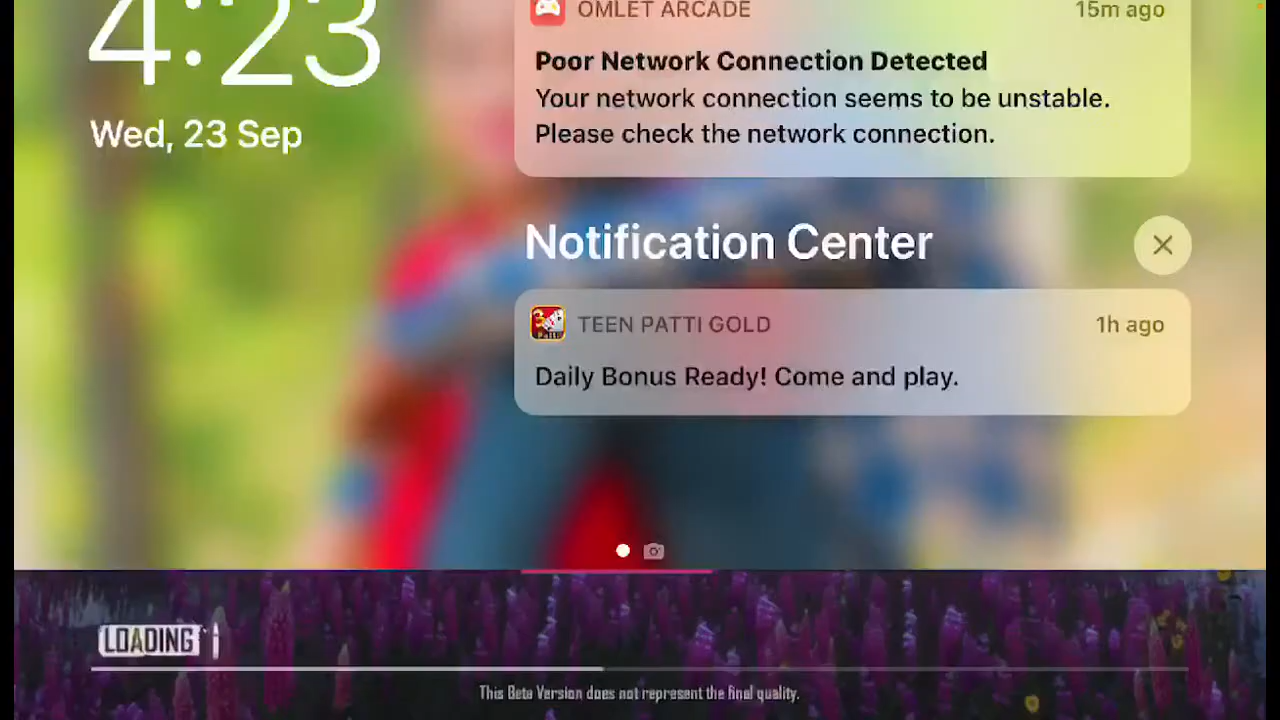 4:23
Wed, 23 Sep
OMLET ARCADE
15m ago
Poor Network Connection Detected
Your network connection seems to be unstable.
Please check the network connection.
Notification Center
TEEN PATTI GOLD
1h ago
Daily Bonus Ready! Come and play.
LOADING
This Beta Version does not represent the final quality.